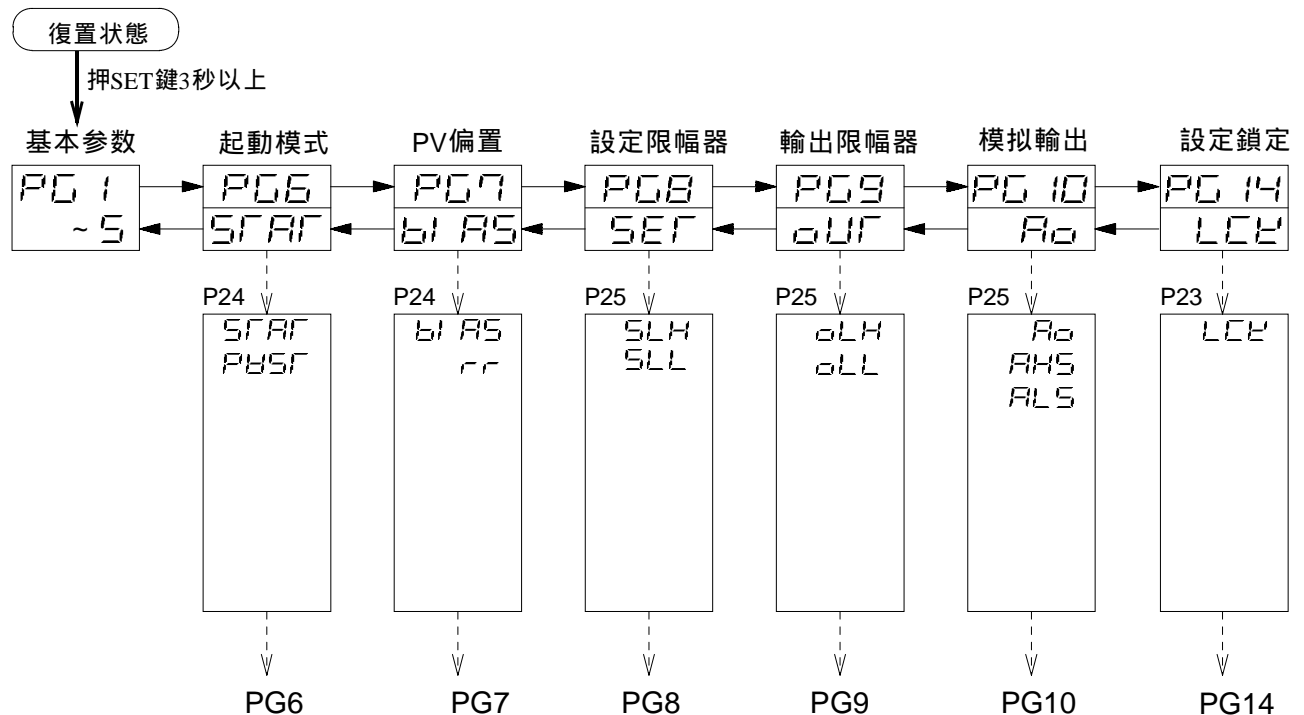 復置状態
押SET鍵3秒以上
基本参数
起動模式
PV偏置
設定限幅器
輸出限幅器
模拟輸出
設定鎖定
PG 1
~ 5
PG6
STAT
PG7
bIAS
PG8
SET
PG9
oUT
PG 10
Ao
PG 14
LCK
P24
P24
P25
P25
P25
P23
STAT
PWST
bIAS
rr
SLH
SLL
oLH
oLL
Ao
AHS
ALS
LCK
PG6
PG7
PG8
PG9
PG10
PG14